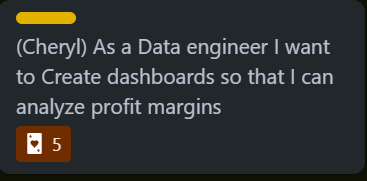 (Cheryl) As a Data engineer I want
to Create dashboards so that I can
analyze profit margins
5